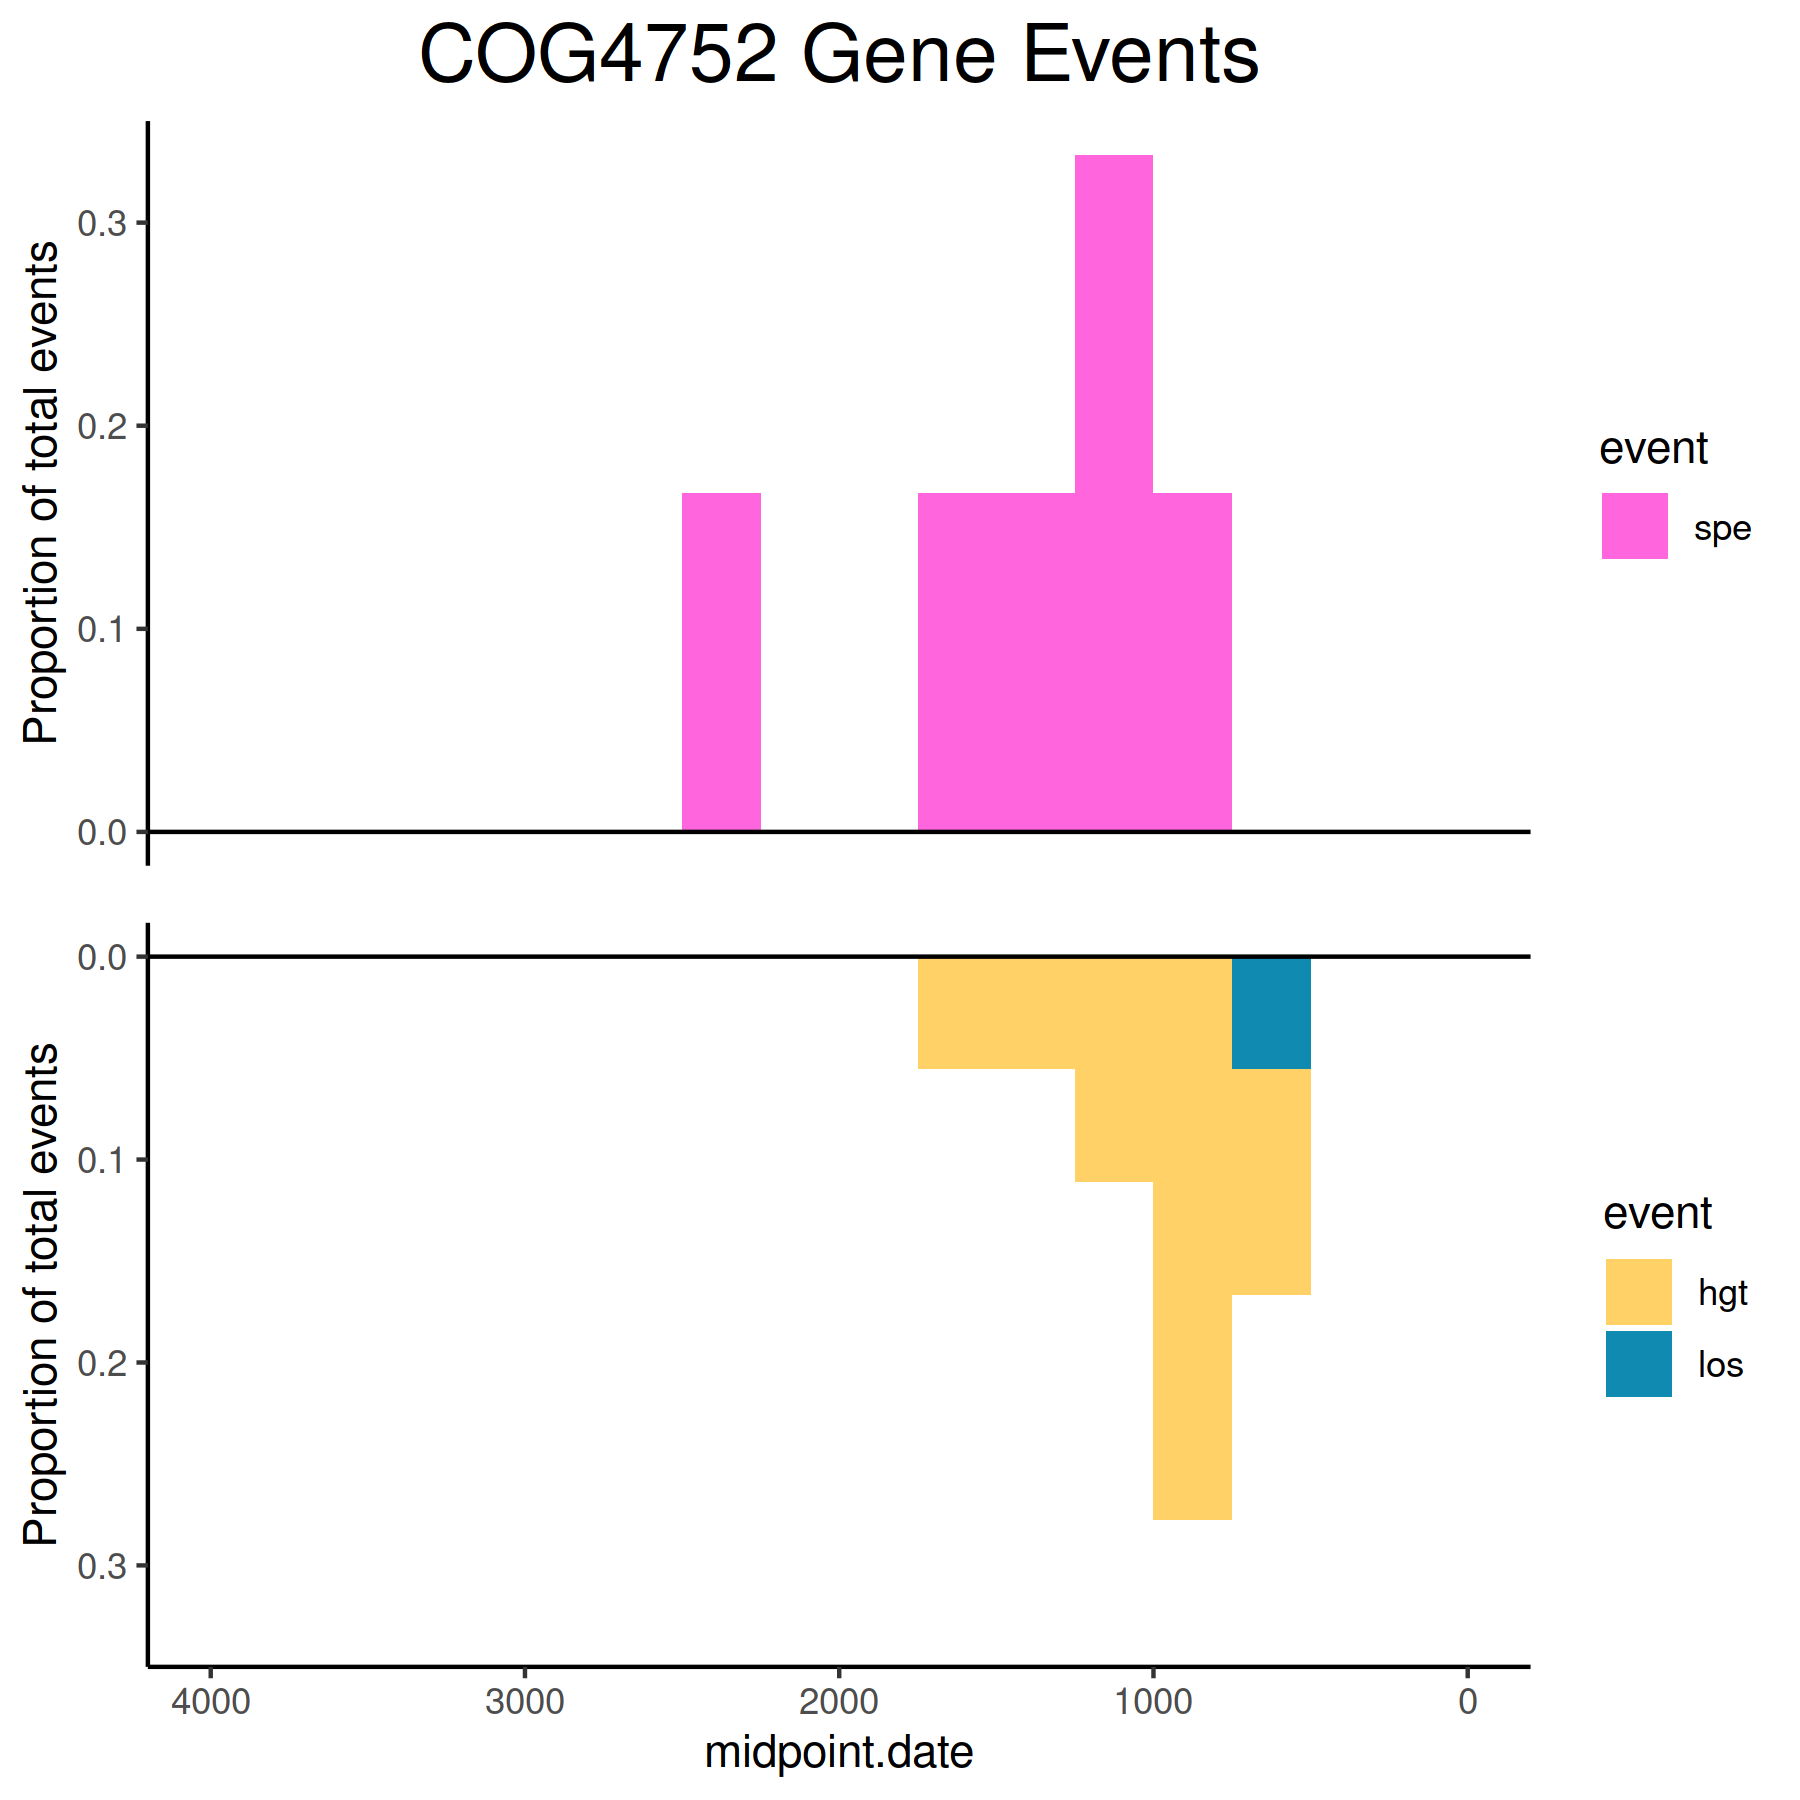 COG4752 Gene Events
Proportion of total events
0.3
0.2
0.1
0.0
event
spe
Proportion of total events
0.0
0.1
0.2
0.3
event
hgt
los
4000 3000 2000 1000 0
midpoint.date